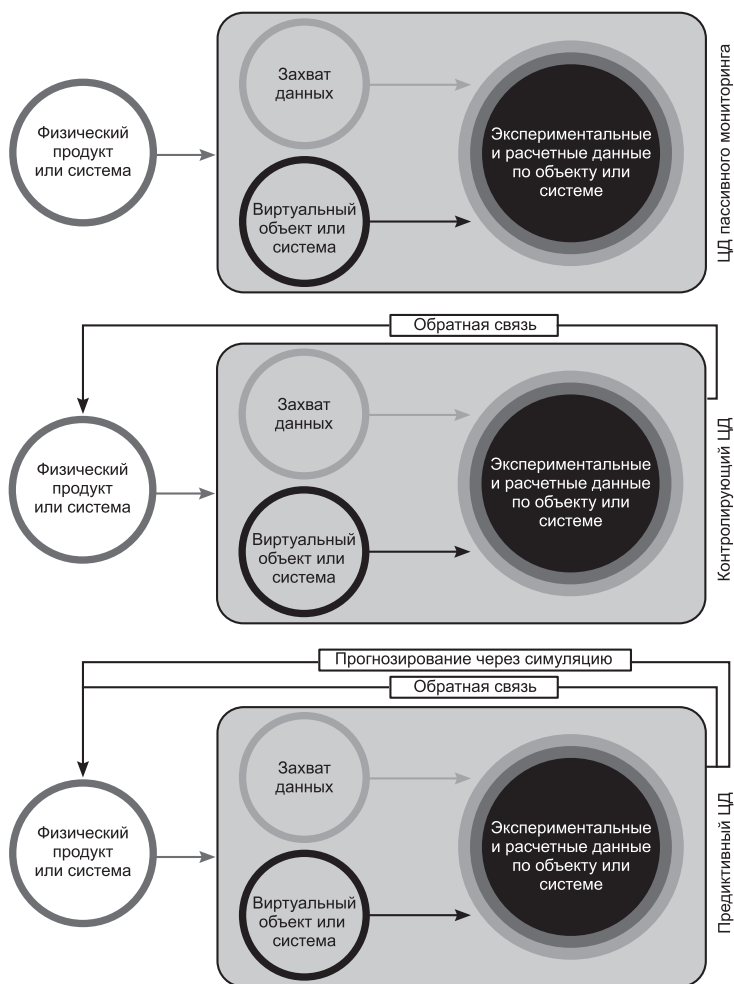 Захват
данных
Физический
продукт
или система
Экспериментальные
и расчетные данные
по объекту или
системе
Виртуальный
объект или
система
ЦД пассивного мониторинга
Обратная связь
Захват
данных
Физический
продукт
или система
Экспериментальные
и расчетные данные
по объекту или
системе
Виртуальный
объект или
система
Контролирующий ЦД
Прогнозирование через симуляцию
Обратная связь
Захват
данных
Физический
продукт
или система
Экспериментальные
и расчетные данные
по объекту или
системе
Виртуальный
объект или
система
Предиктивный ЦД